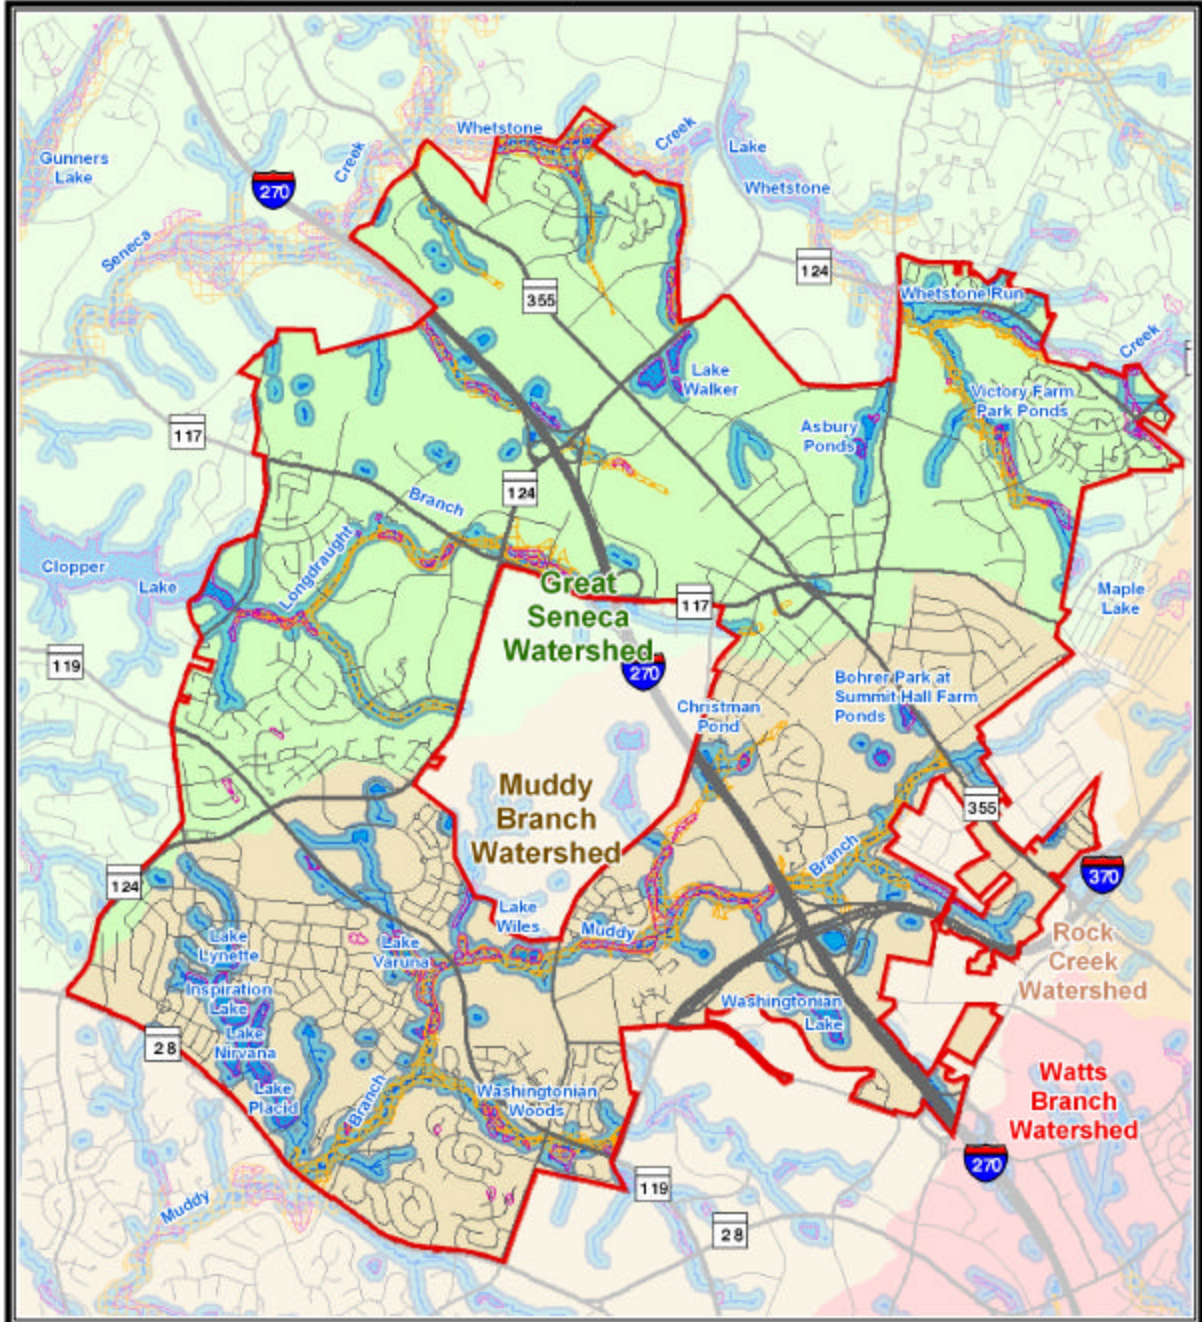 Whetstone
Creek
Creek
Lake
Whetstone
Gunners
Lake
270
Seneca
124
355
Whetstone Run
Creek
Lake
Walker
Victory Farm
Park Ponds
Asbury
Ponds
117
124
Branch
Longdraught
Clopper
Lake
Great
Seneca
Watershed
117
Maple
Lake
119
270
Bohrer Park at
Summit Hall Farm
Ponds
Christman
Pond
Muddy
Branch
Watershed
355
Branch
370
124
Lake
Wiles
Muddy
Lake
Lynette
Lake
Varuna
Rock
Creek
Watershed
Inspiration
Lake
Washingtonian
Lake
Lake
Nirvana
28
Lake
Placid
Branch
Washingtonian
Woods
Watts
Branch
Watershed
270
119
Muddy
28